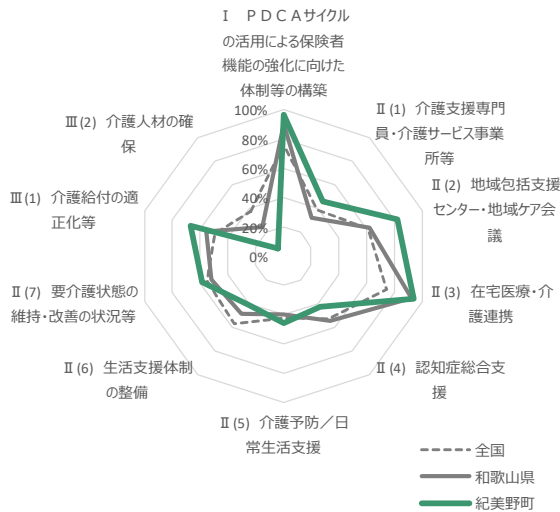 Ⅰ　ＰＤＣＡサイクル
の活用による保険者
機能の強化に向けた
体制等の構築
Ⅱ(1) 介護支援専門
員・介護サービス事業
所等
Ⅱ(2) 地域包括支援
センター・地域ケア会
議
Ⅱ(3) 在宅医療・介
護連携
Ⅱ(4) 認知症総合支
援
Ⅱ(5) 介護予防／日
常生活支援
Ⅱ(6) 生活支援体制
の整備
Ⅱ(7) 要介護状態の
維持・改善の状況等
Ⅲ(1) 介護給付の適
正化等
Ⅲ(2) 介護人材の確
保
100%
80%
60%
40%
20%
0%
全国
和歌山県
紀美野町